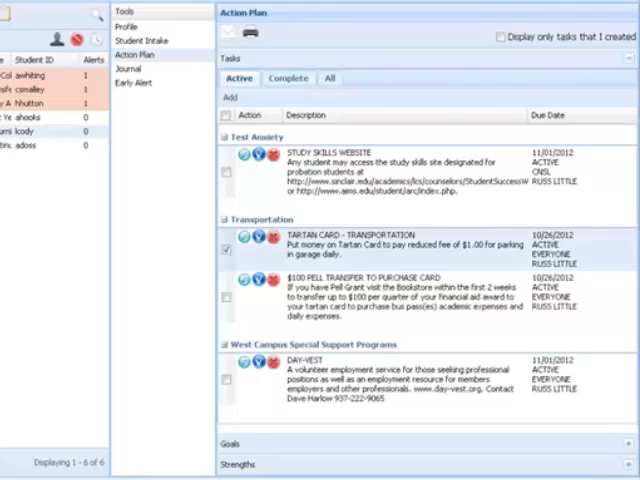 Student ID
Alerts
awhiting
1
csmalley
1
Nhutton
1
ahooks
0
lcody
0
adoss
0
Displaying 1 - 6 of 6
Tools
Profile
Student Intake
Action Plan
Journal
Early Alert
Action Plan
Display only tasks that I created
Tasks
Active
Complete
All
Add
Action
Description
Due Date
Test Anxiety
STUDY SKILLS WEBSITE
Any student may access the study skills site designated for
probation students at
http://www.sinclair.edu/academics/lcs/counselors/StudentSuccessW
or http://www.aims.edu/student/arc/index.php.
11/01/2012
ACTIVE
CNSL
RUSS LITTLE
Transportation
TARTAN CARD - TRANSPORTATION
Put money on Tartan Card to pay reduced fee of $1.00 for parking
in garage daily.
10/26/2012
ACTIVE
EVERYONE
RUSS LITTLE
$100 PELL TRANSFER TO PURCHASE CARD
If you have Pell Grant visit the Bookstore within the first 2 weeks
to transfer up to $100 per quarter of your financial aid award to
your tartan card to purchase bus pass(es) academic expenses and
daily expenses.
10/26/2012
ACTIVE
EVERYONE
RUSS LITTLE
West Campus Special Support Programs
DAY-VEST
A volunteer employment service for those seeking professional
positions as well as an employment resource for members
employers and other professionals. www.day-vest.org. Contact
Dave Harlow 937-222-9065
11/01/2012
ACTIVE
EVERYONE
RUSS LITTLE
Goals
Strengths